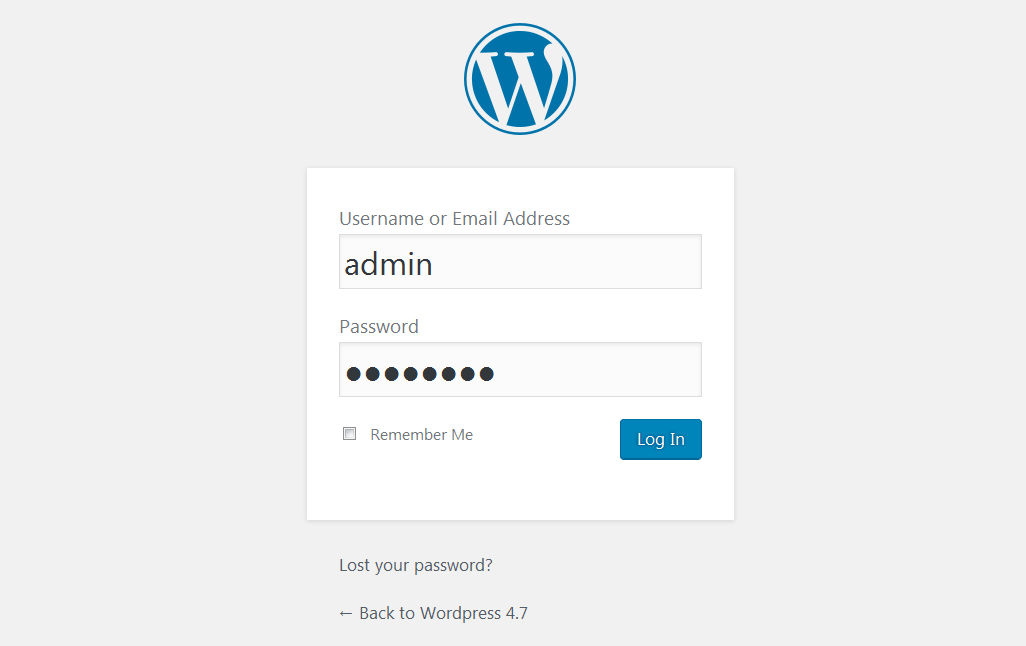 Username or Email Address
admin
Password
●●●●●●●●
Remember Me
Log In
Lost your password?
← Back to Wordpress 4.7